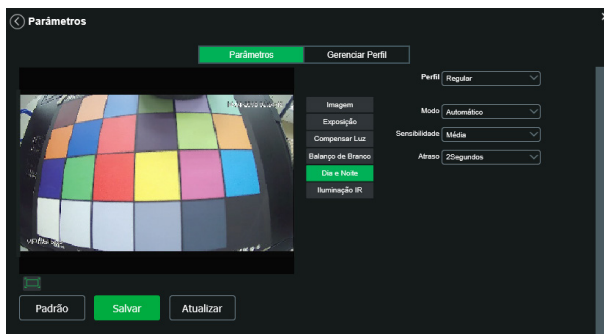 Parâmetros
Parâmetros
Gerenciar Perfil
Perfil Regular
Imagem
Modo Automático
Exposição
Compensar Luz
Sensibilidade Média
Balanço de Branco
Atraso 2Segundos
Dia e Noite
Iluminação IR
Padrão
Salvar
Atualizar